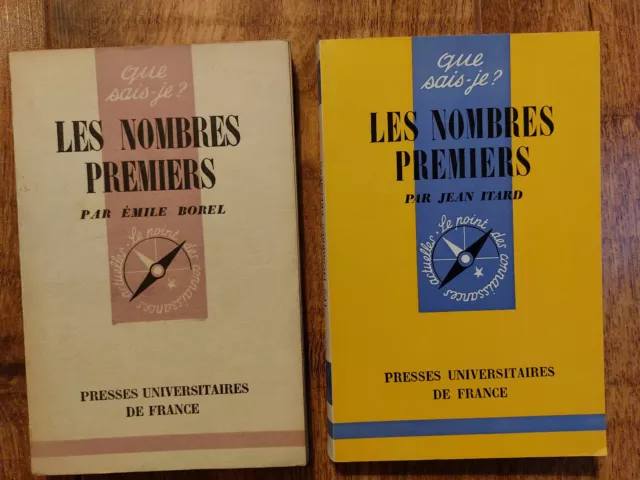 que
sais-je?
LES NOMBRES
PREMIERS
PAR ÉMILE BOREL
Le point des connaissances actuelles
PRESSES UNIVERSITAIRES
DE FRANCE
que
sais-je?
LES NOMBRES
PREMIERS
PAR JEAN ITARD
Le point des connaissances actuelles
PRESSES UNIVERSITAIRES
DE FRANCE